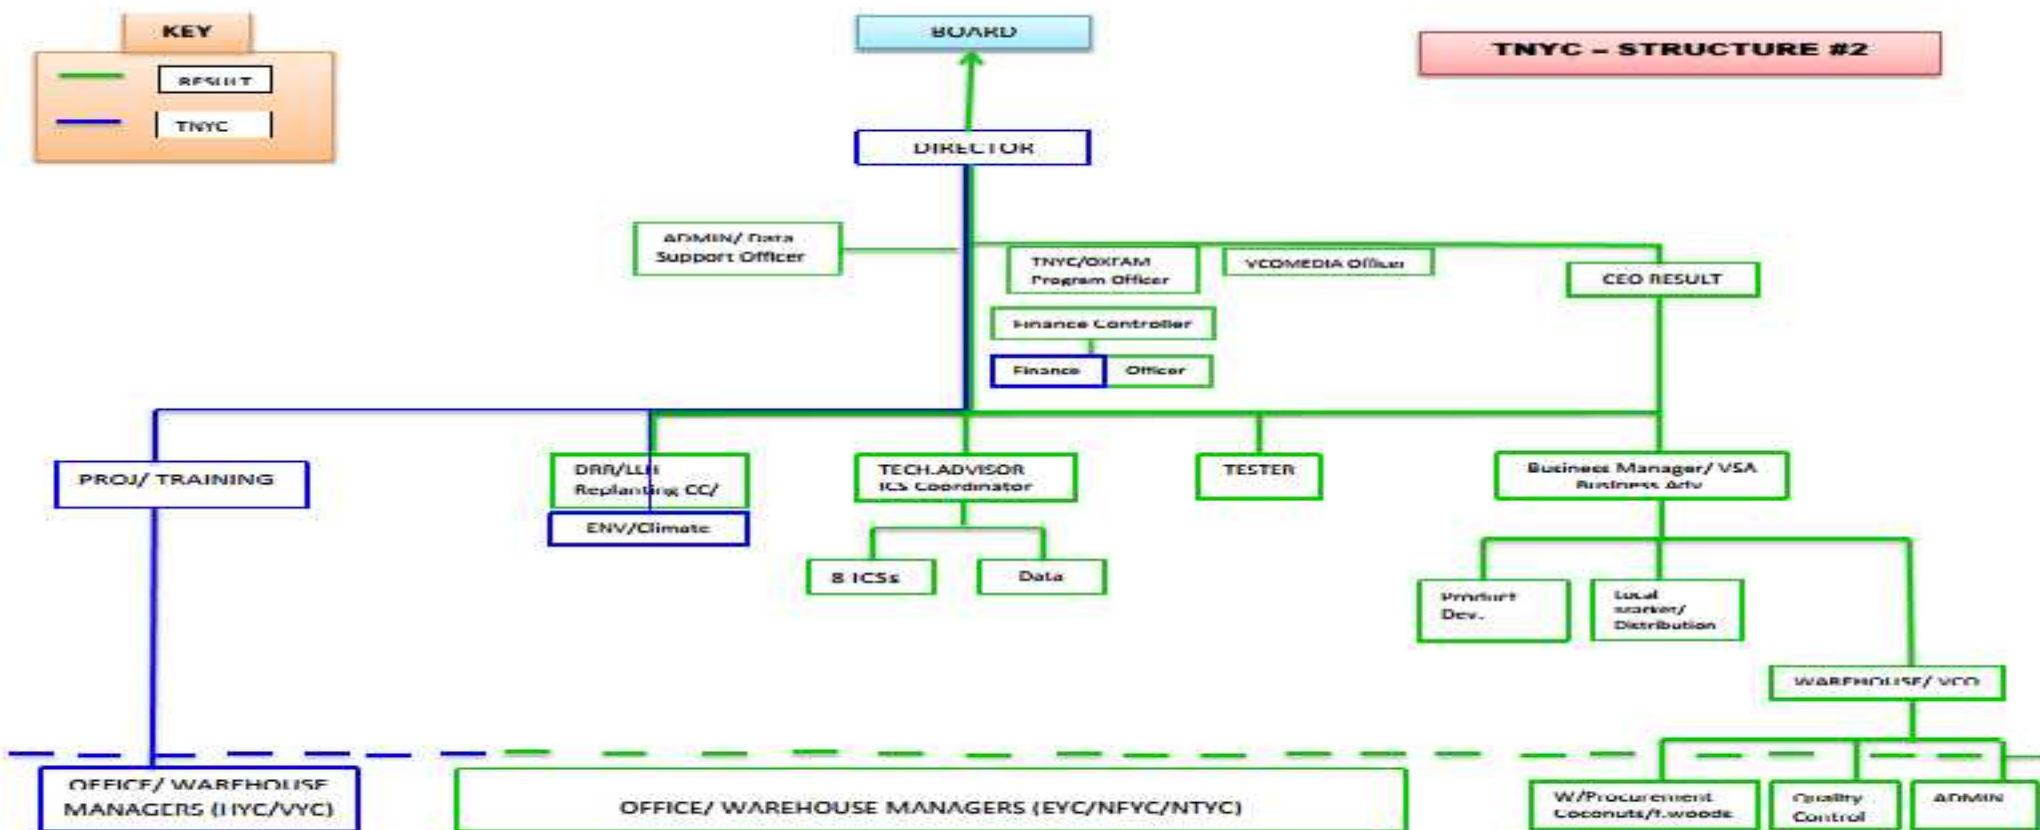 KEY
RESULT
TNYC
BOARD
TNYC – STRUCTURE #2
DIRECTOR
ADMIN/ Data
Support Officer
TNYC/OXFAM
Program Officer
VCOMEDIA Officer
CEO RESULT
Finance Controller
Finance
Officer
PROJ/ TRAINING
DRR/LLH
Replanting CC/
ENV/Climate
TECH.ADVISOR
ICS Coordinator
TESTER
Business Manager/ VSA
Business Adv
8 ICSs
Data
Product
Dev.
Local
Market/
Distribution
WAREHOUSE/ VCO
OFFICE/ WAREHOUSE
MANAGERS (HYC/VYC)
OFFICE/ WAREHOUSE MANAGERS (EYC/NFYC/NTYC)
W/Procurement
Coconuts/f.woods
Quality
Control
ADMIN